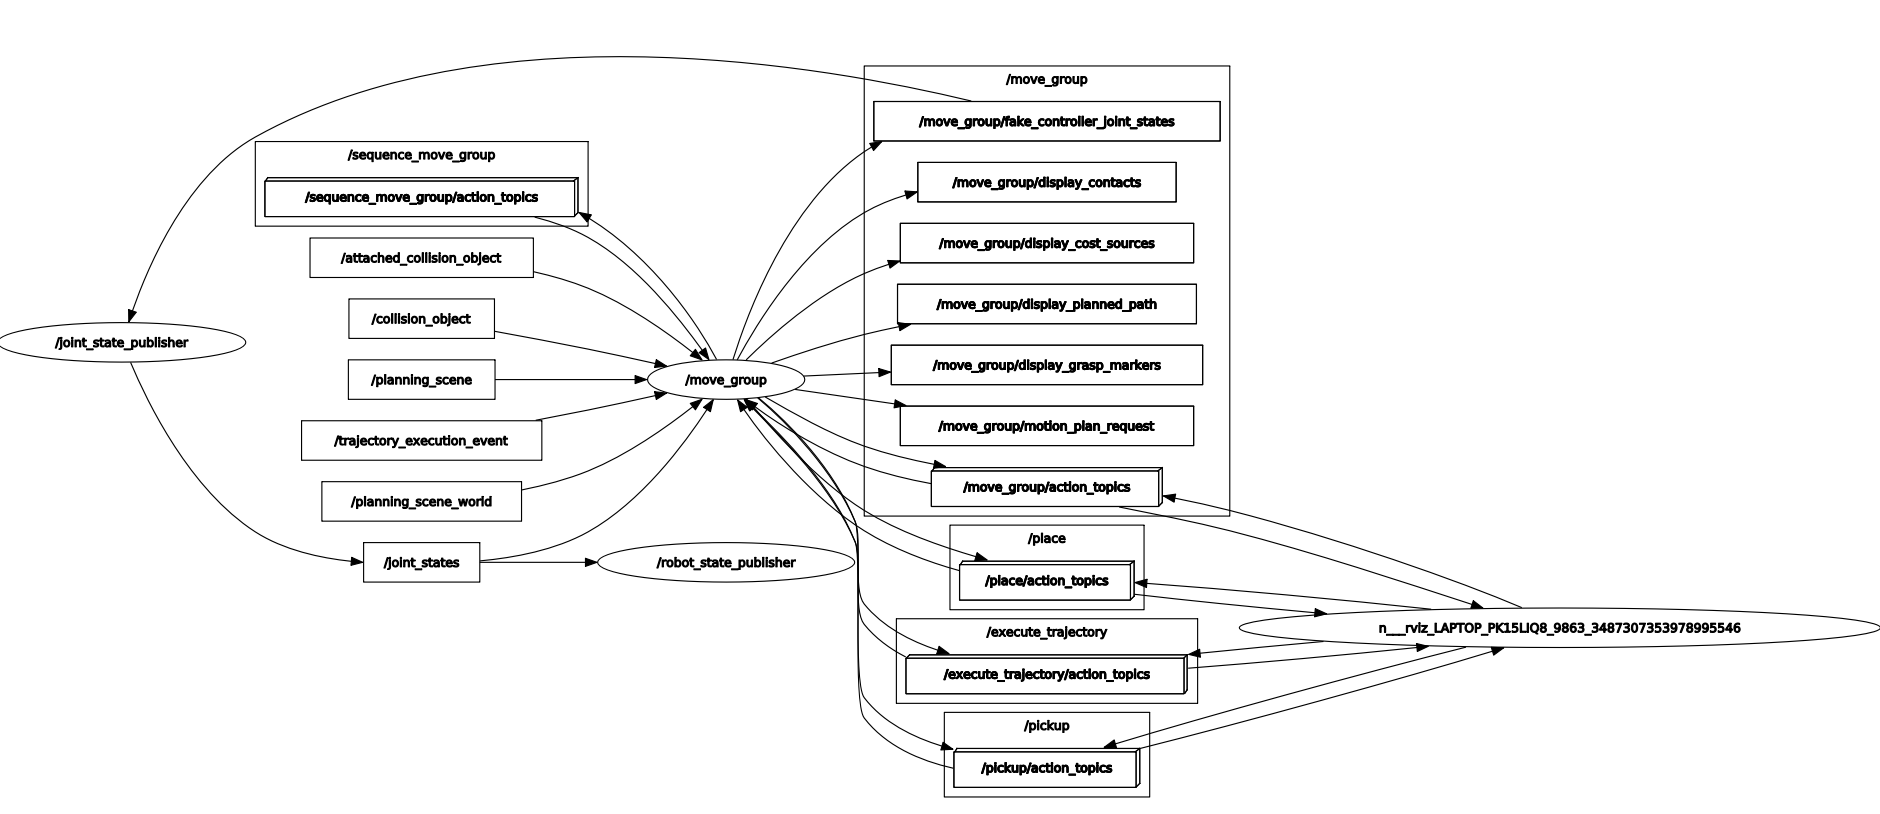 /move_group
/move_group/fake_controller_joint_states
/sequence_move_group
/sequence_move_group/action_topics
/move_group/display_contacts
/move_group/display_cost_sources
/attached_collision_object
/move_group/display_planned_path
/collision_object
/joint_state_publisher
/move_group/display_grasp_markers
/planning_scene
/move_group
/move_group/motion_plan_request
/trajectory_execution_event
/move_group/action_topics
/planning_scene_world
/place
/joint_states
/robot_state_publisher
/place/action_topics
/execute_trajectory
n___rviz_LAPTOP_PK15LIQ8_9863_3487307353978995546
/execute_trajectory/action_topics
/pickup
/pickup/action_topics